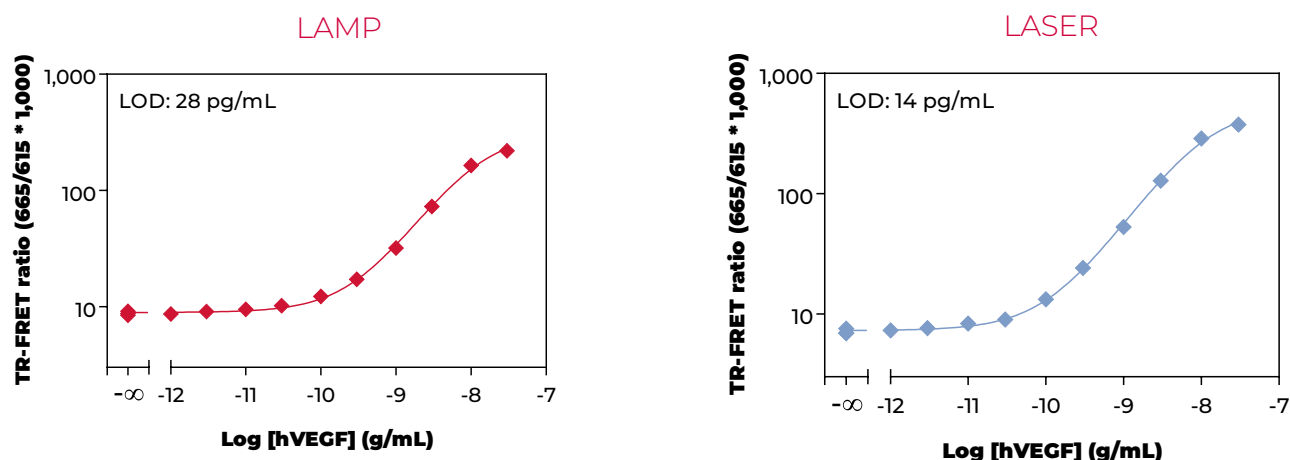 LAMP
TR-FRET ratio (665/615 * 1,000)
1,000
100
10
LOD: 28 pg/mL
-∞ -12 -11 -10 -9 -8 -7
Log [hVEGF] (g/mL)
LASER
TR-FRET ratio (665/615 * 1,000)
1,000
100
10
LOD: 14 pg/mL
-∞ -12 -11 -10 -9 -8 -7
Log [hVEGF] (g/mL)